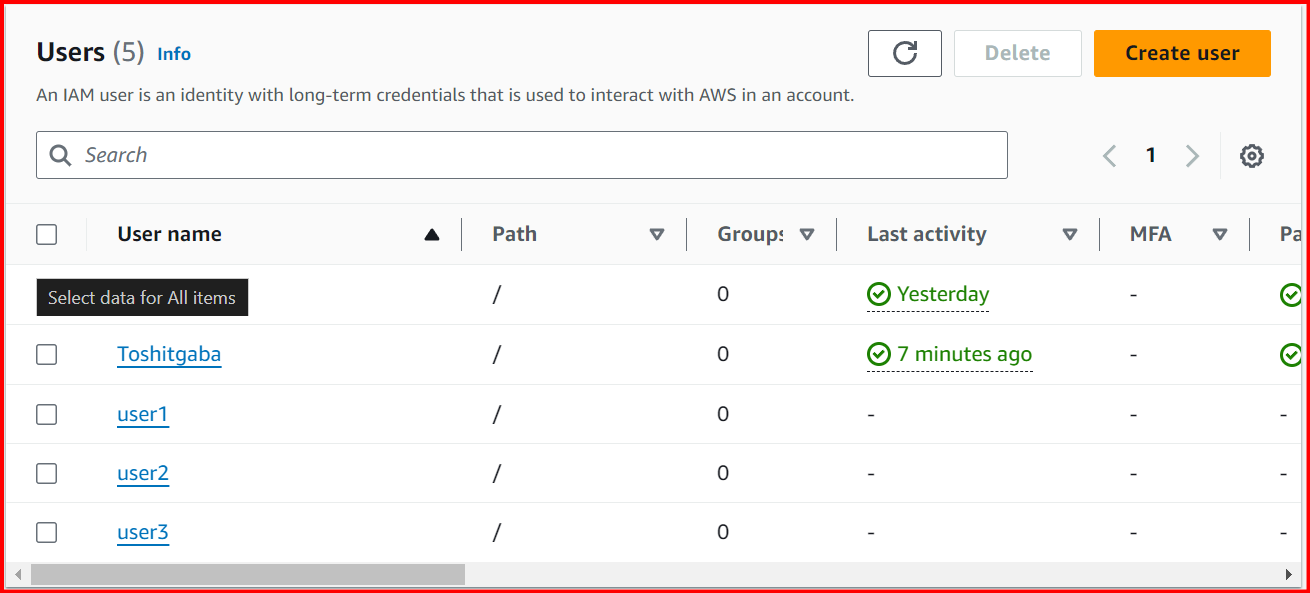 Users (5) Info
Delete
Create user
An IAM user is an identity with long-term credentials that is used to interact with AWS in an account.
Search
1
User name Path Groups Last activity MFA Pa
Select data for All items / 0 Yesterday -
Toshitgaba / 0 7 minutes ago -
user1 / 0 - - -
user2 / 0 - - -
user3 / 0 - - -